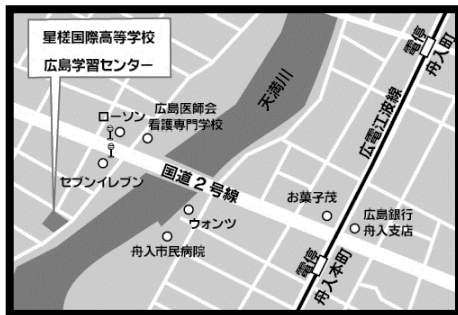 星槎国際高等学校
広島学習センター
ローソン
広島医師会
看護専門学校
セブンイレブン
国道2号線
天満川
ウォンツ
舟入市民病院
お菓子茂
広島銀行
舟入支店
広電江波線
電停
舟入町
電停
舟入本町